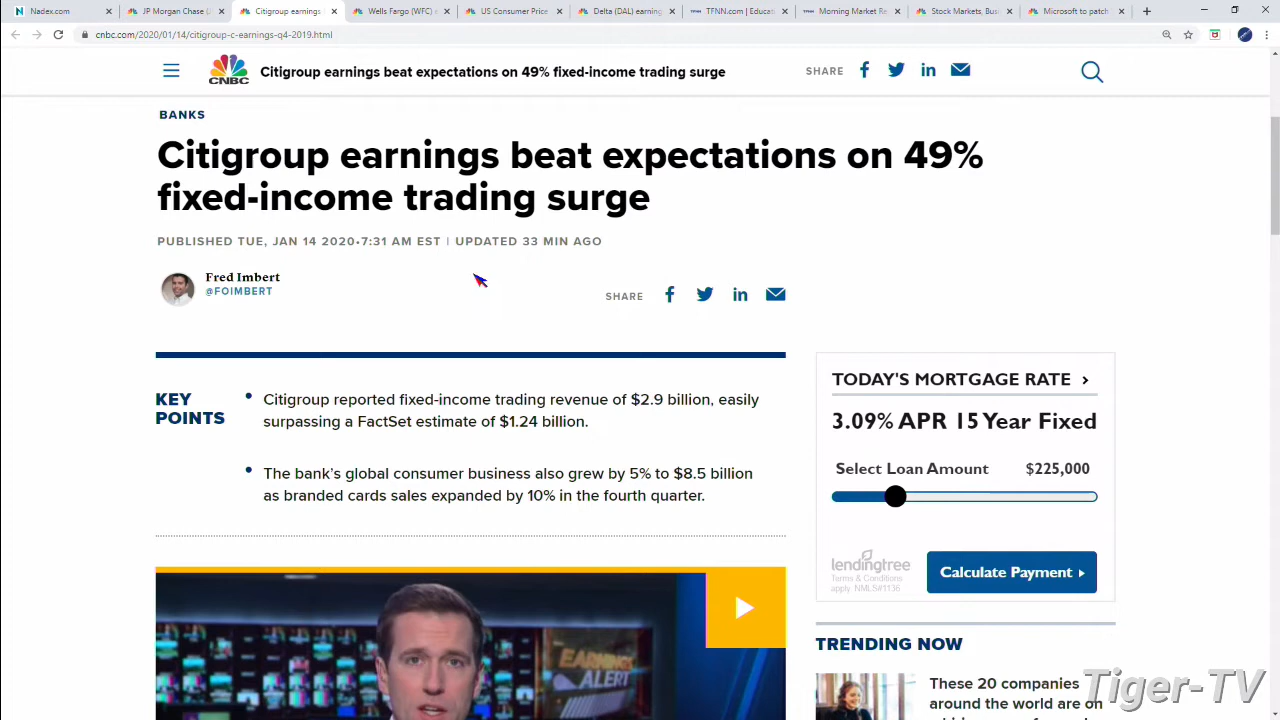 Nadex.com
JP Morgan Chase (
Citigroup earnings
Wells Fargo (WFC)
US Consumer Price
Delta (DAL) earning
TFNN.com | Educat
Morning Market Re
Stock Markets, Busi
Microsoft to patch
cnbc.com/2020/01/14/citigroup-c-earnings-q4-2019.html
CNBC
Citigroup earnings beat expectations on 49% fixed-income trading surge
SHARE
BANKS
Citigroup earnings beat expectations on 49%
fixed-income trading surge
PUBLISHED TUE, JAN 14 2020•7:31 AM EST | UPDATED 33 MIN AGO
Fred Imbert
@FOIMBERT
SHARE
KEY
POINTS
Citigroup reported fixed-income trading revenue of $2.9 billion, easily
surpassing a FactSet estimate of $1.24 billion.
The bank's global consumer business also grew by 5% to $8.5 billion
as branded cards sales expanded by 10% in the fourth quarter.
TODAY'S MORTGAGE RATE
3.09% APR 15 Year Fixed
Select Loan Amount $225,000
lendingtree
Terms & Conditions
apply. NMLS#1136
Calculate Payment
EARNINGS
ALERT
TRENDING NOW
These 20 companies
around the world are on
Tiger-TV